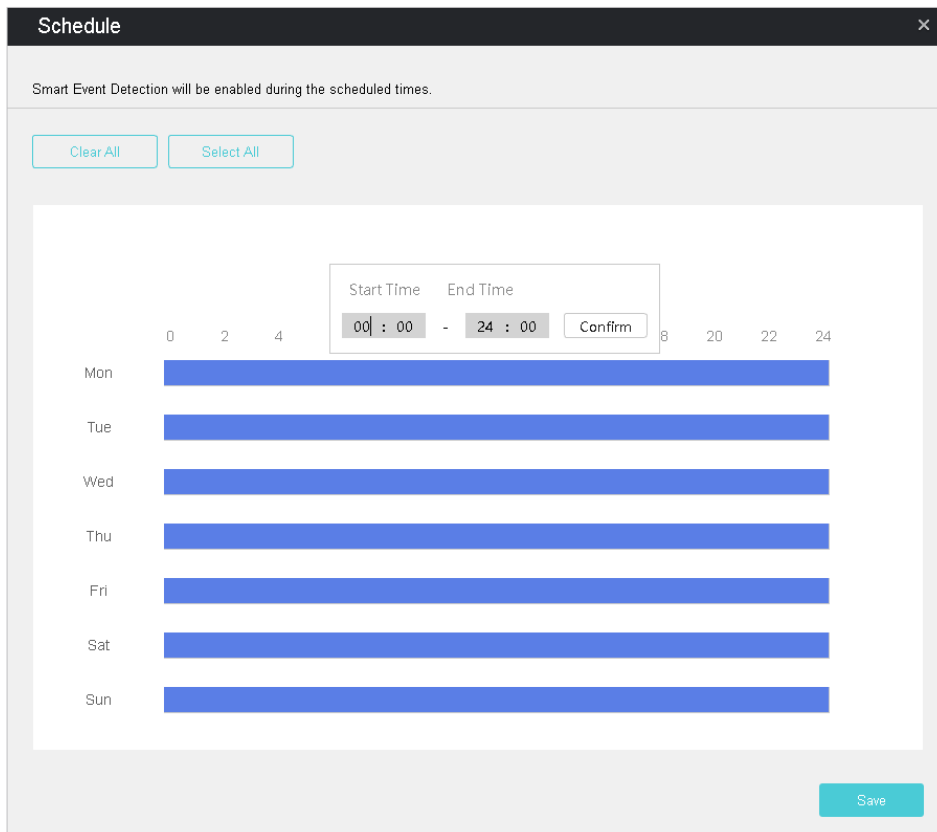 Schedule ×
Smart Event Detection will be enabled during the scheduled times.
Clear All Select All
Start Time End Time
00 : 00 - 24 : 00 Confirm
0 2 4 8 20 22 24
Mon
Tue
Wed
Thu
Fri
Sat
Sun
Save